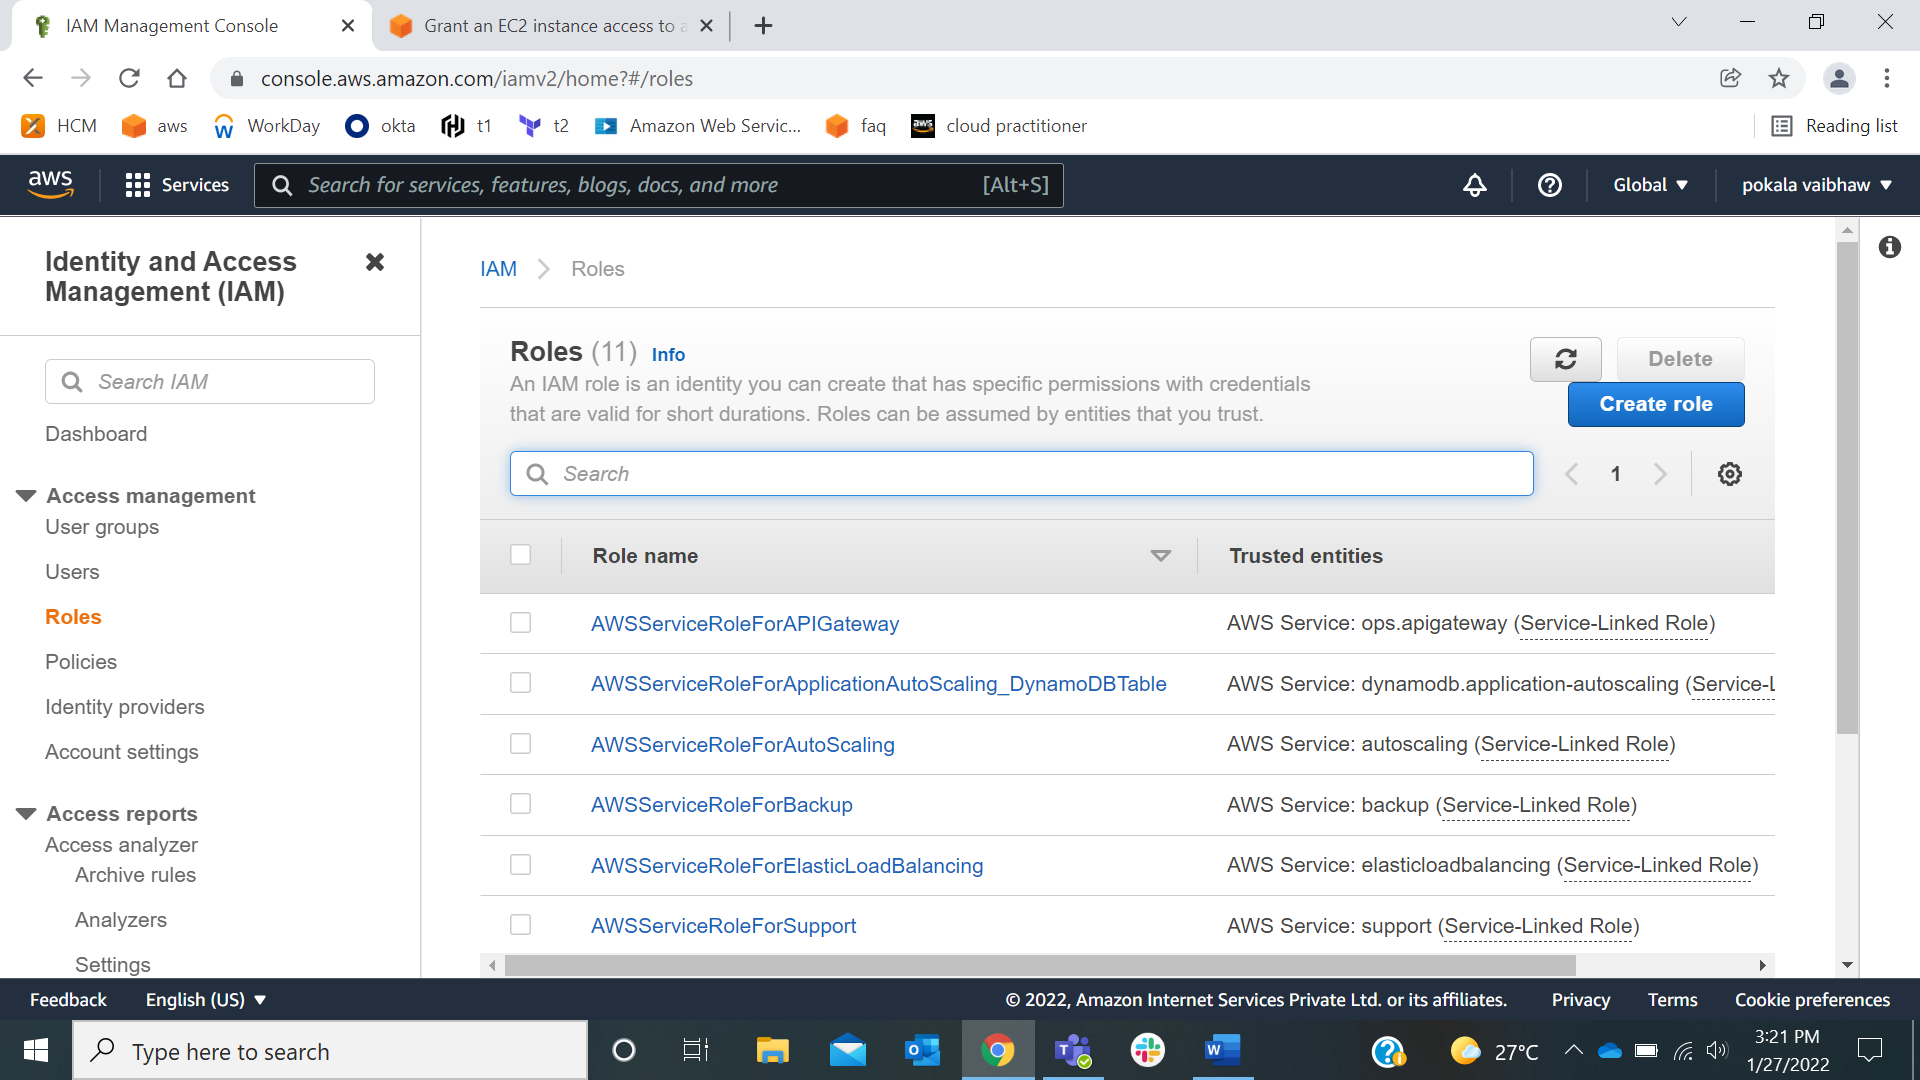 IAM Management Console
Grant an EC2 instance access to a
console.aws.amazon.com/iamv2/home?#/roles
HCM
aws
WorkDay
okta
t1
t2
Amazon Web Servic...
faq
cloud practitioner
Reading list
aws
Services
Search for services, features, blogs, docs, and more
[Alt+S]
Global
pokala vaibhaw
Identity and Access
Management (IAM)
Search IAM
Dashboard
Access management
User groups
Users
Roles
Policies
Identity providers
Account settings
Access reports
Access analyzer
Archive rules
Analyzers
Settings
IAM
Roles
Roles (11) Info
An IAM role is an identity you can create that has specific permissions with credentials
that are valid for short durations. Roles can be assumed by entities that you trust.
Delete
Create role
Search
1
Role name
Trusted entities
AWSServiceRoleForAPIGateway
AWS Service: ops.apigateway (Service-Linked Role)
AWSServiceRoleForApplicationAutoScaling_DynamoDBTable
AWS Service: dynamodb.application-autoscaling (Service-L
AWSServiceRoleForAutoScaling
AWS Service: autoscaling (Service-Linked Role)
AWSServiceRoleForBackup
AWS Service: backup (Service-Linked Role)
AWSServiceRoleForElasticLoadBalancing
AWS Service: elasticloadbalancing (Service-Linked Role)
AWSServiceRoleForSupport
AWS Service: support (Service-Linked Role)
Feedback
English (US)
© 2022, Amazon Internet Services Private Ltd. or its affiliates.
Privacy
Terms
Cookie preferences
Type here to search
27°C
3:21 PM
1/27/2022